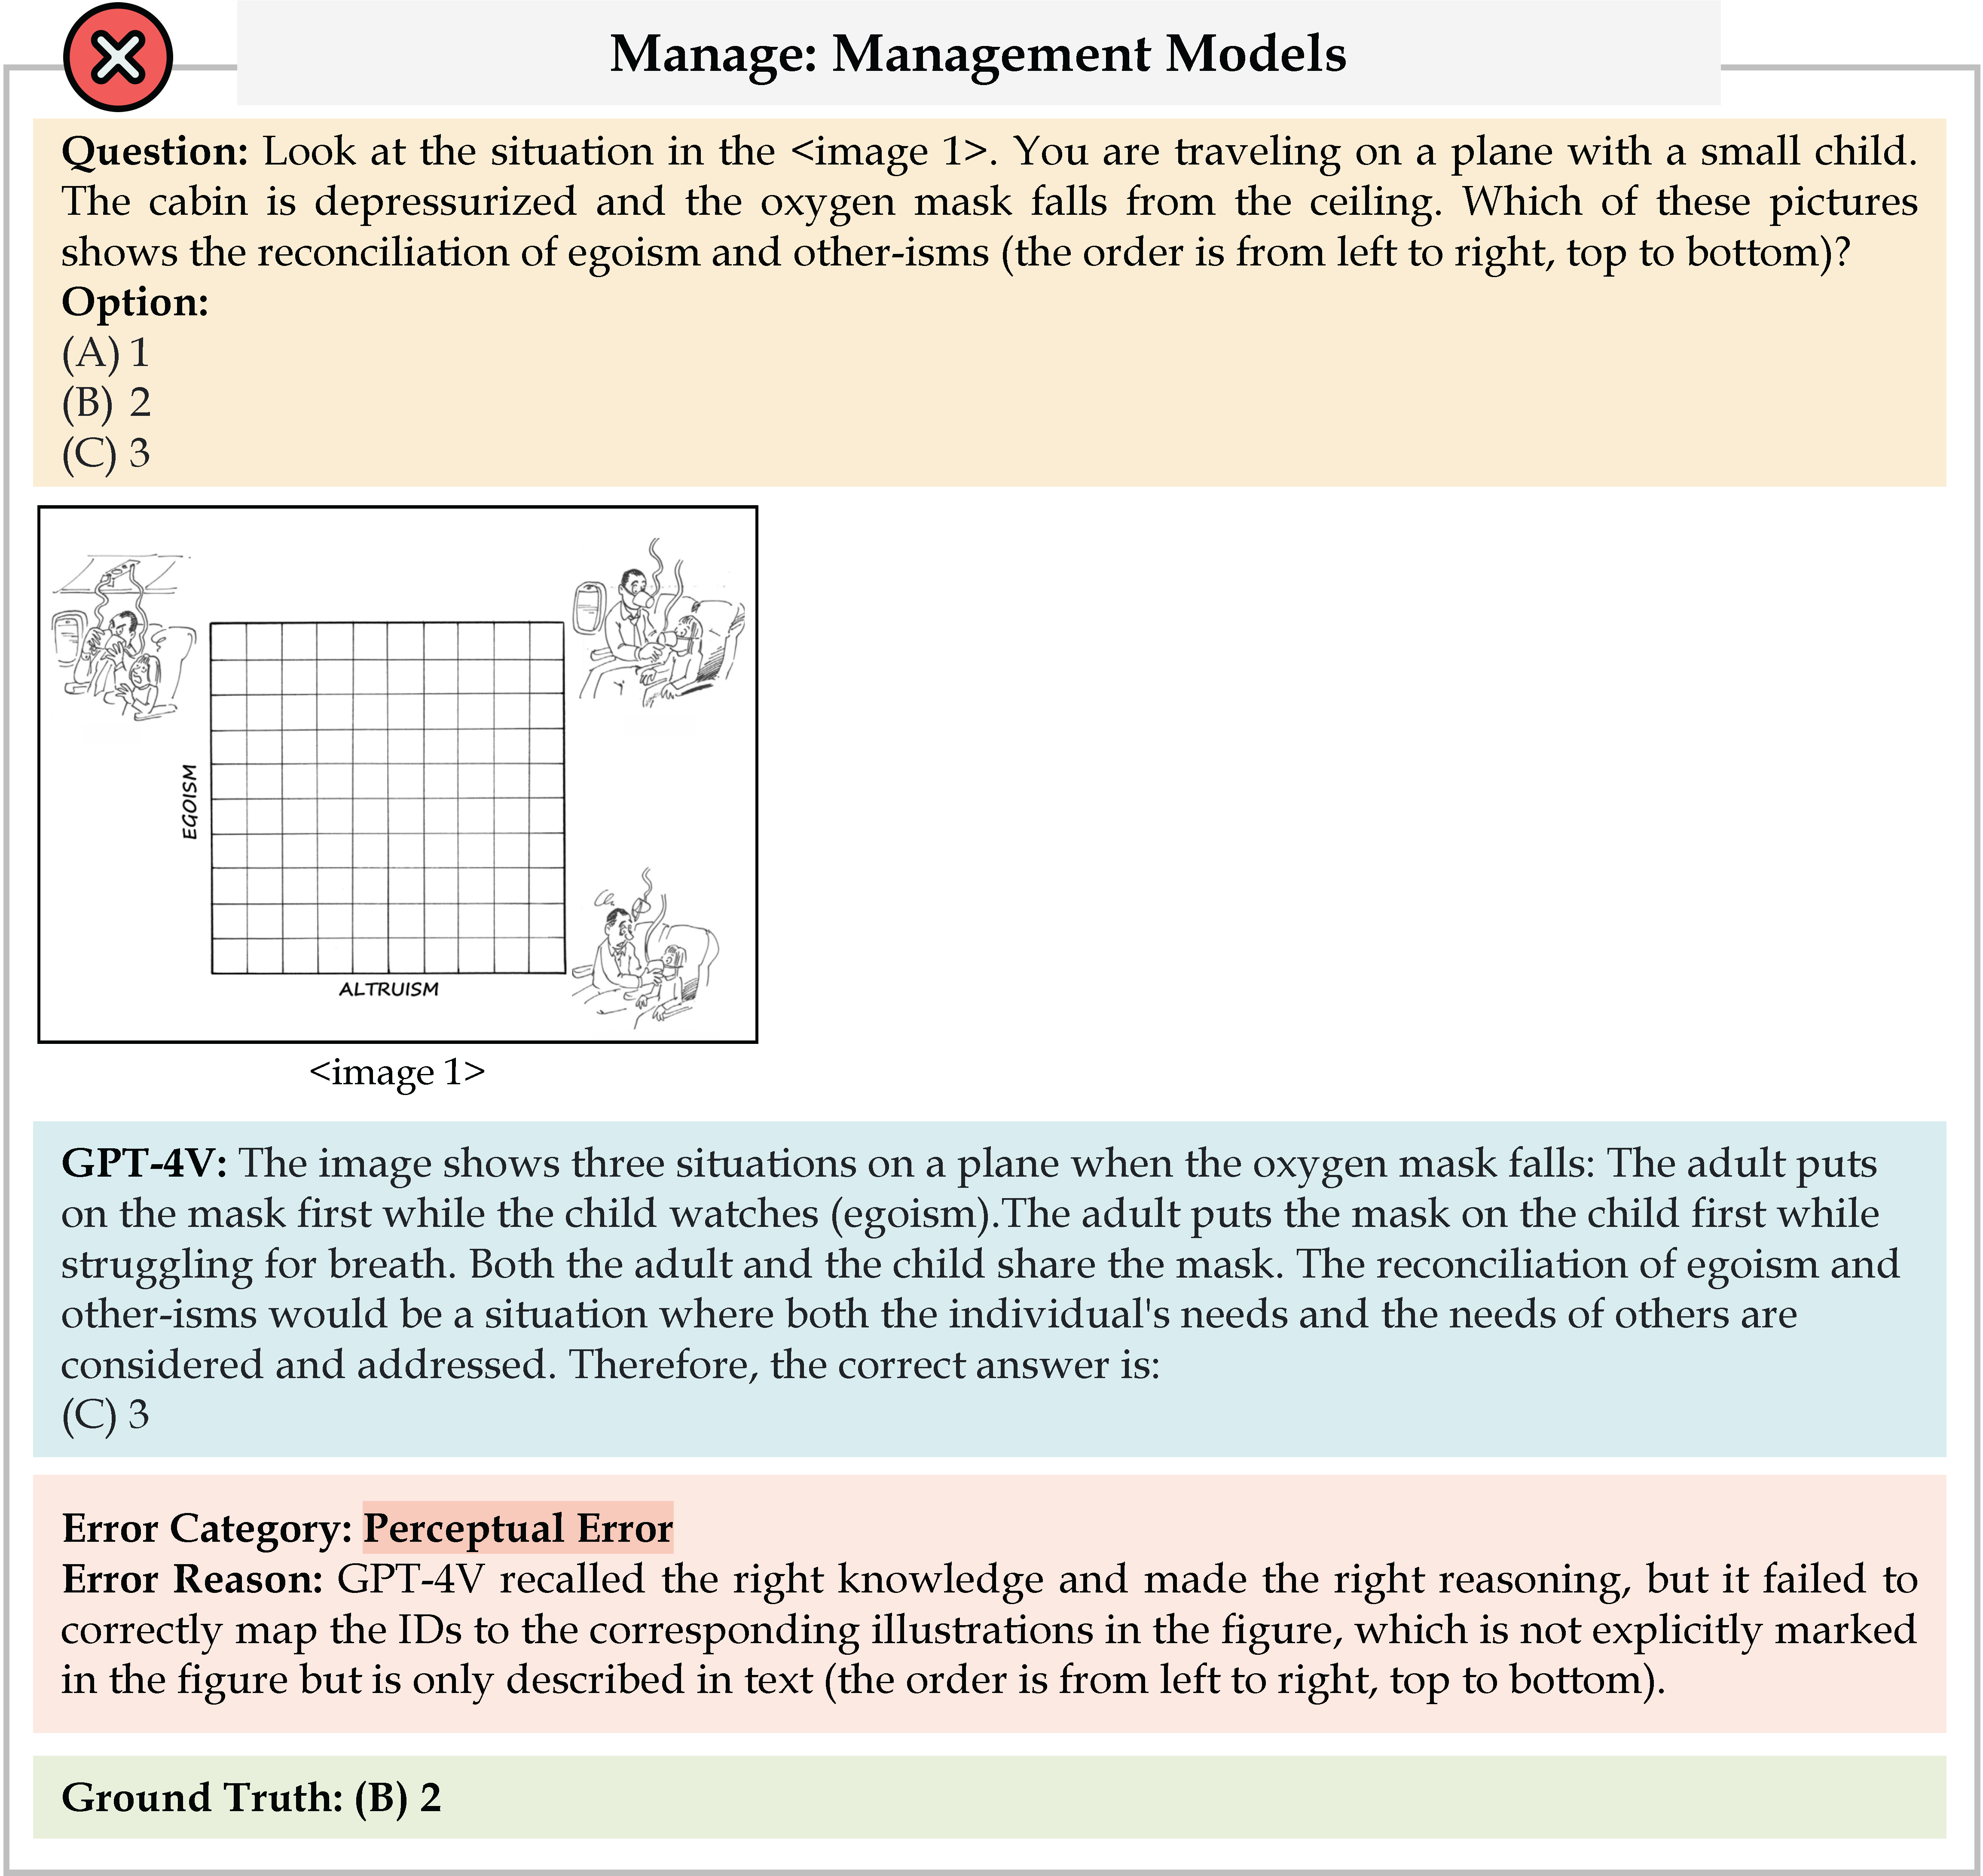 Manage: Management Models
Question: Look at the situation in the <image 1>. You are traveling on a plane with a small child.
The cabin is depressurized and the oxygen mask falls from the ceiling. Which of these pictures
shows the reconciliation of egoism and other-isms (the order is from left to right, top to bottom)?
Option:
(A) 1
(B) 2
(C) 3
EGOISM
ALTRUISM
<image 1>
GPT-4V: The image shows three situations on a plane when the oxygen mask falls: The adult puts
on the mask first while the child watches (egoism).The adult puts the mask on the child first while
struggling for breath. Both the adult and the child share the mask. The reconciliation of egoism and
other-isms would be a situation where both the individual's needs and the needs of others are
considered and addressed. Therefore, the correct answer is:
(C) 3
Error Category: Perceptual Error
Error Reason: GPT-4V recalled the right knowledge and made the right reasoning, but it failed to
correctly map the IDs to the corresponding illustrations in the figure, which is not explicitly marked
in the figure but is only described in text (the order is from left to right, top to bottom).
Ground Truth: (B) 2